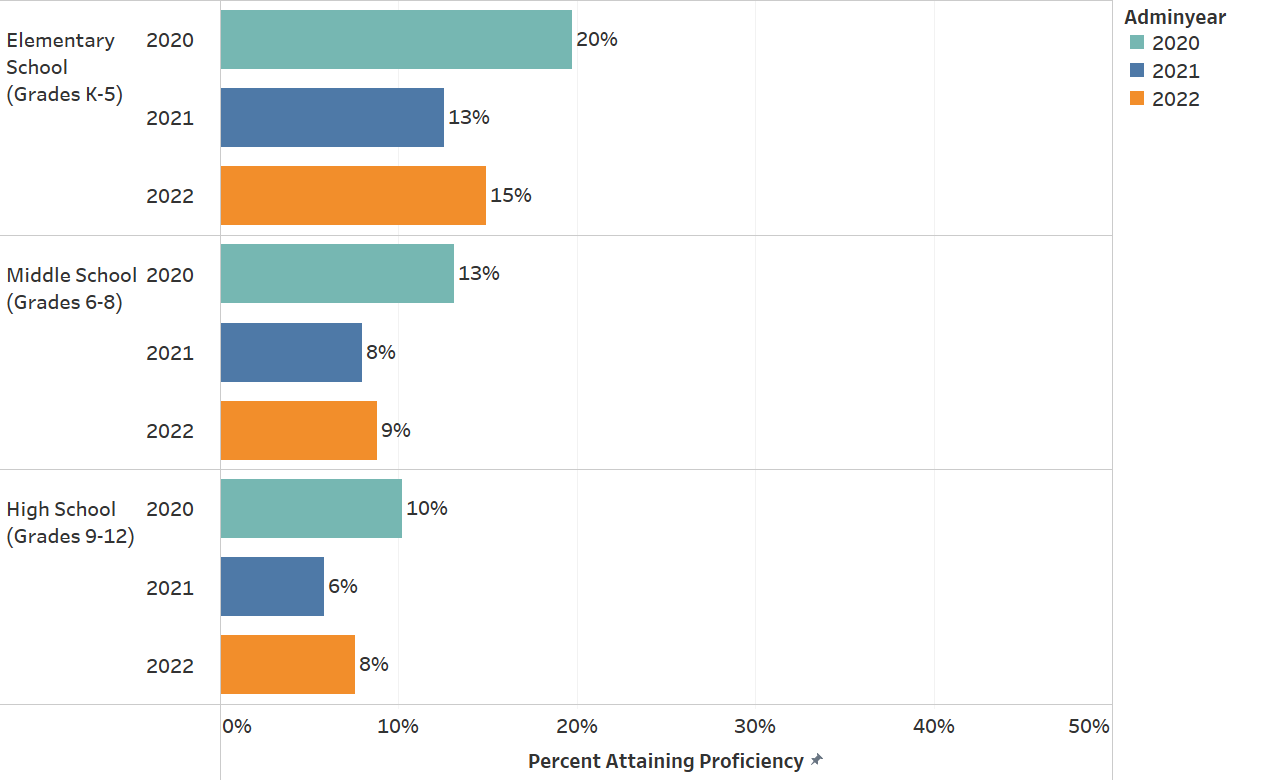 Elementary
School
(Grades K-5)
2020
20%
2021
13%
2022
15%
Middle School
(Grades 6-8)
2020
13%
2021
8%
2022
9%
High School
(Grades 9-12)
2020
10%
2021
6%
2022
8%
0% 10% 20% 30% 40% 50%
Percent Attaining Proficiency
Adminyear
2020
2021
2022